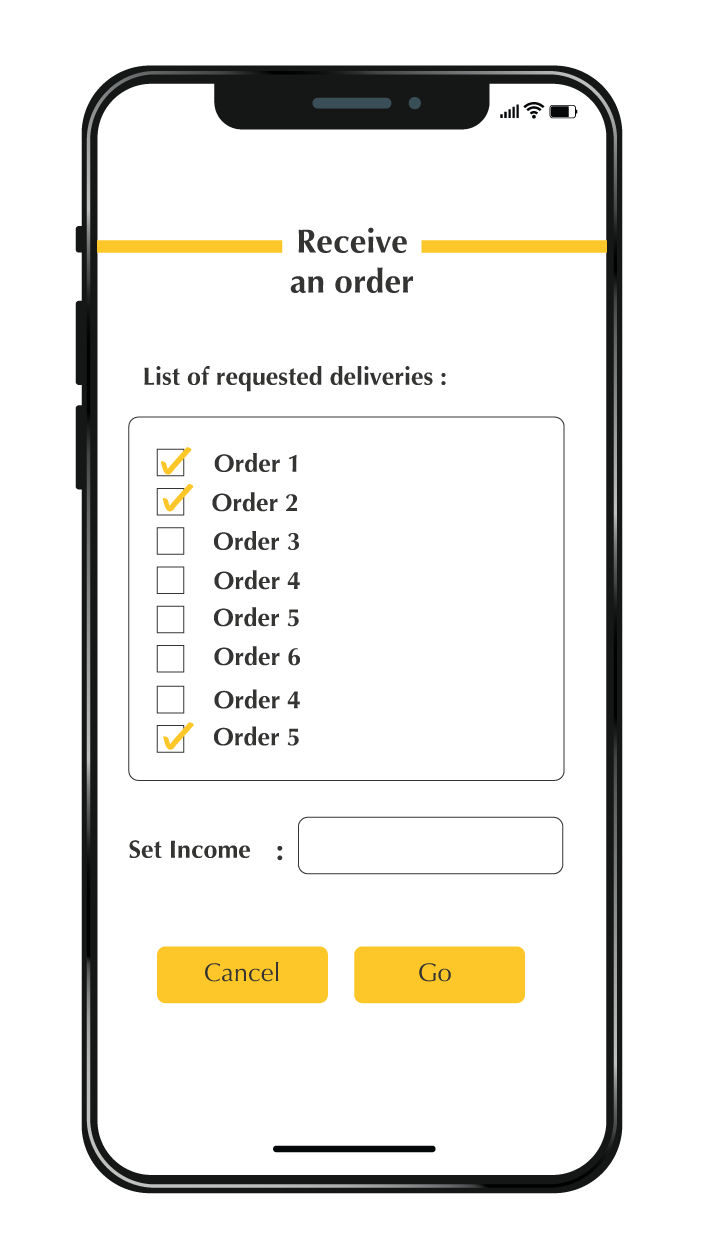 Receive
an order
List of requested deliveries :
Order 1
Order 2
Order 3
Order 4
Order 5
Order 6
Order 4
Order 5
Set Income :
Cancel Go